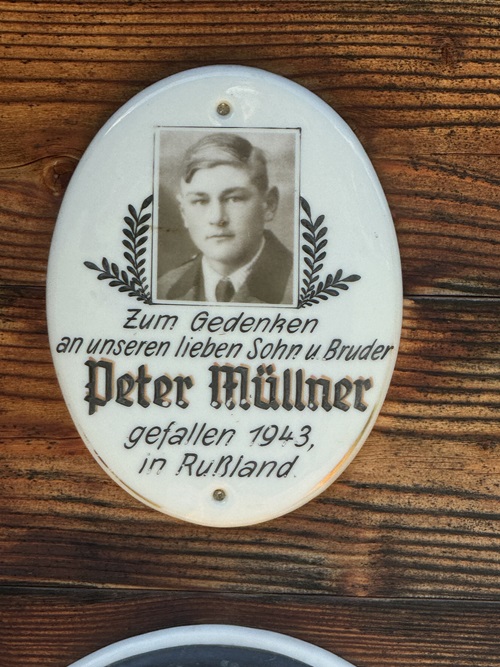 Zum Gedenken
an unseren lieben Sohn u. Bruder
Peter Müllner
gefallen 1943,
in Rußland.